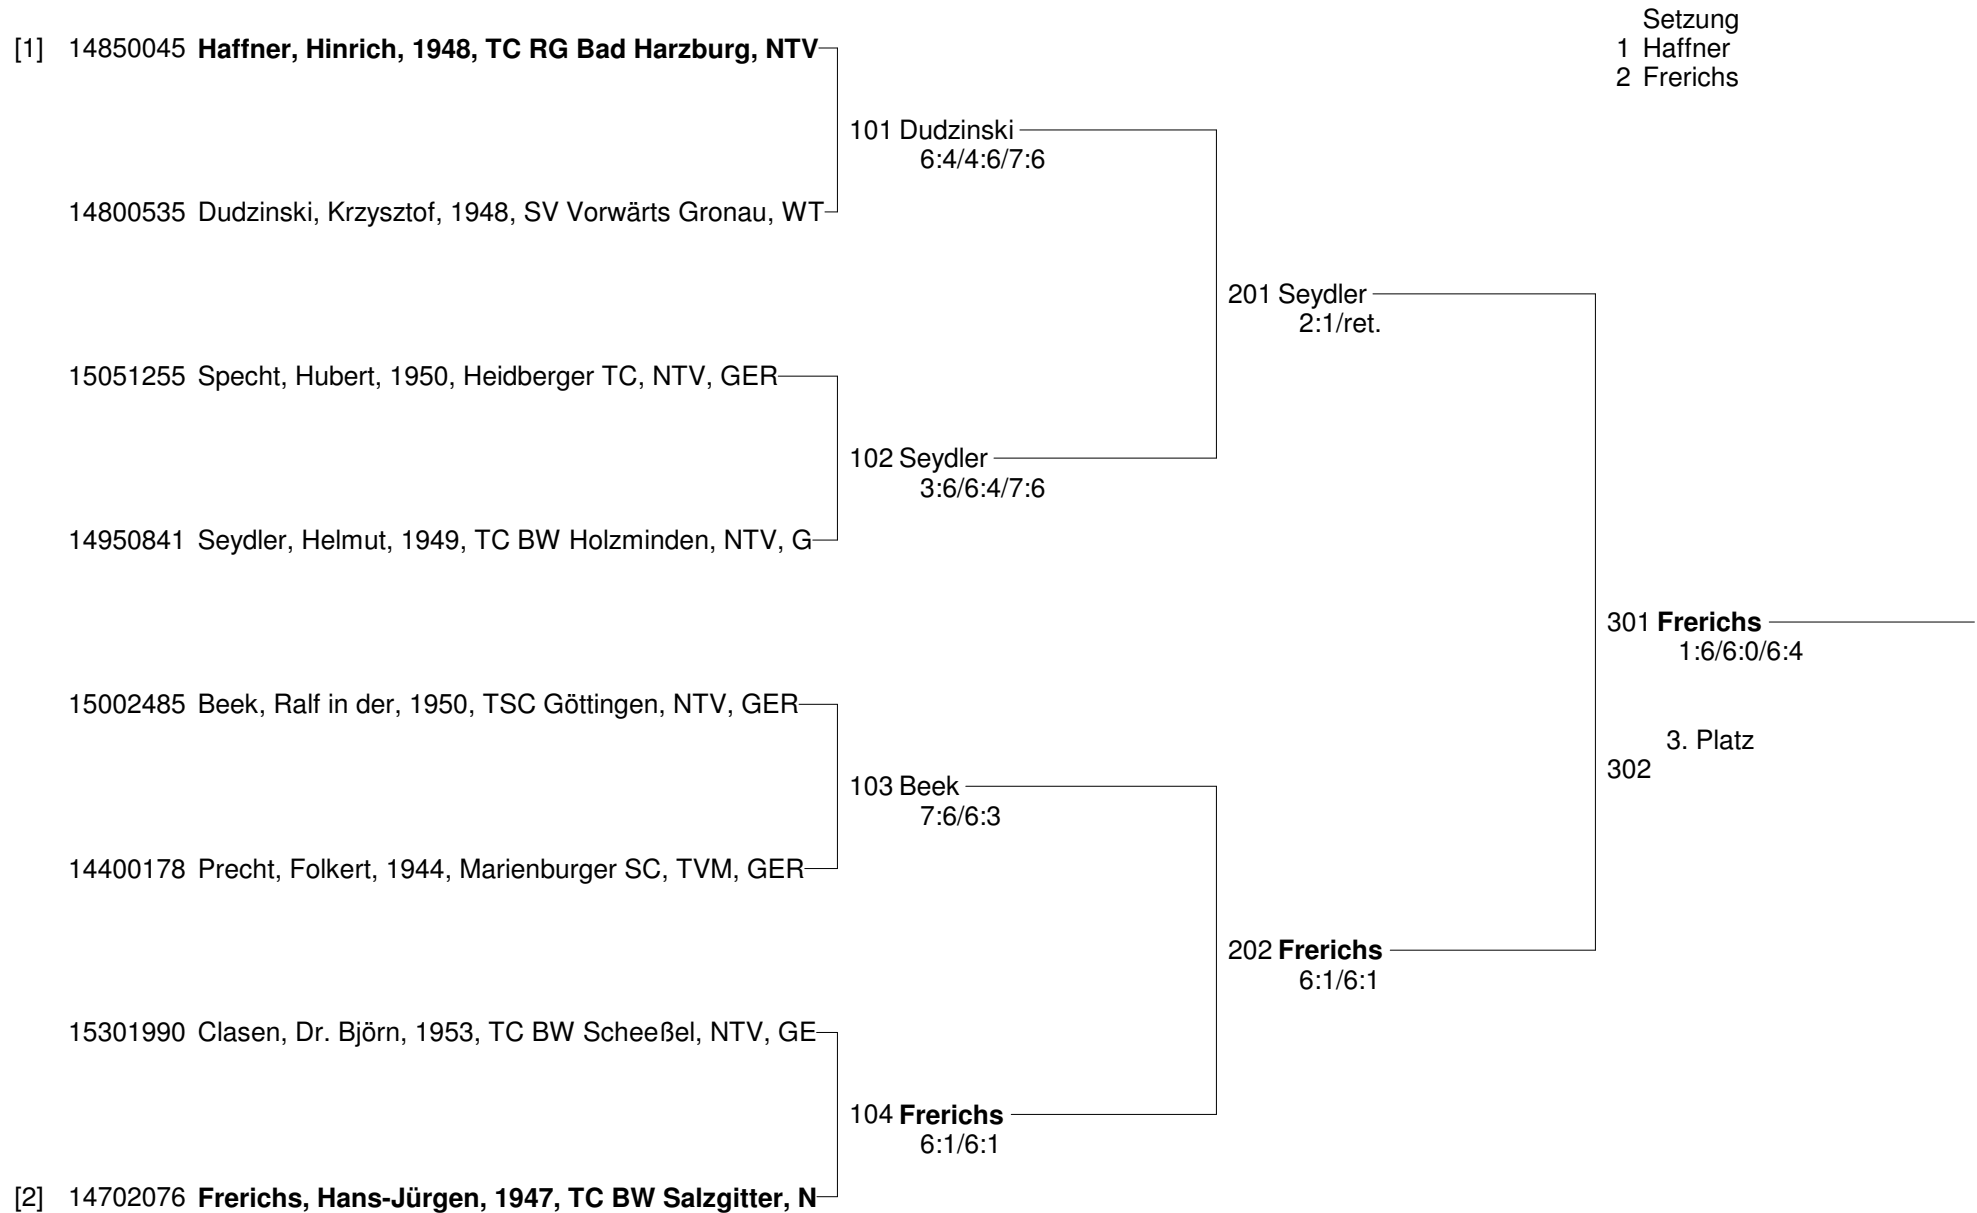 Setzung
[1] 14850045 Haffner, Hinrich, 1948, TC RG Bad Harzburg, NTV
1 Haffner
2 Frerichs
101 Dudzinski
6:4/4:6/7:6
14800535 Dudzinski, Krzysztof, 1948, SV Vorwärts Gronau, WT
201 Seydler
2:1/ret.
15051255 Specht, Hubert, 1950, Heidberger TC, NTV, GER
102 Seydler
3:6/6:4/7:6
14950841 Seydler, Helmut, 1949, TC BW Holzminden, NTV, G
301 Frerichs
1:6/6:0/6:4
15002485 Beek, Ralf in der, 1950, TSC Göttingen, NTV, GER
3. Platz
302
103 Beek
7:6/6:3
14400178 Precht, Folkert, 1944, Marienburger SC, TVM, GER
202 Frerichs
6:1/6:1
15301990 Clasen, Dr. Björn, 1953, TC BW Scheeßel, NTV, GE
104 Frerichs
6:1/6:1
[2] 14702076 Frerichs, Hans-Jürgen, 1947, TC BW Salzgitter, N